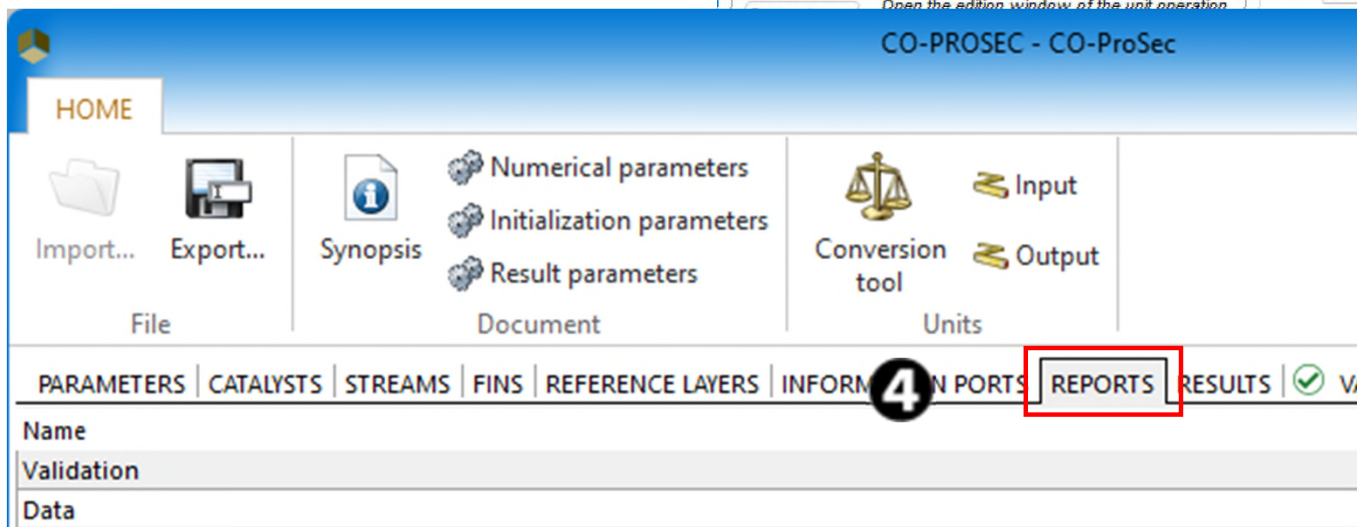 Open the edition window of the unit operation
CO-PROSEC - CO-ProSec
HOME
Import...
Export...
Synopsis
Numerical parameters
Initialization parameters
Result parameters
Conversion
tool
Input
Output
File
Document
Units
PARAMETERS CATALYSTS STREAMS FINS REFERENCE LAYERS INFORM 4 N PORTS REPORTS RESULTS VA
Name
Validation
Data